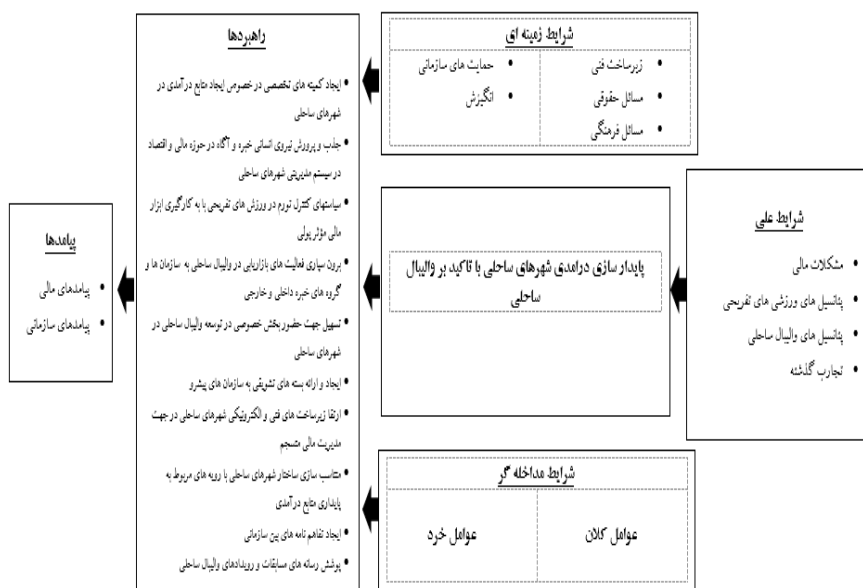 شرایط علی
• مشکلات مالی
• پتانسیل های ورزشی های تفریحی
• پتانسیل های والیبال ساحلی
• تجارب گذشته
شرایط زمینه ای
• زیرساخت فنی
• مسائل حقوقی
• مسائل فرهنگی
• حمایت های سازمانی
• انگیزش
پایدار سازی درامدی شهرهای ساحلی با تاکید بر والیبال
ساحلی
شرایط مداخله گر
عوامل کلان
عوامل خرد
راهبردها
• ایجاد کمیته های تخصصی در خصوص ایجاد منابع درآمدی در
شهرهای ساحلی
• جذب و پرورش نیروی انسانی خبره و آگاه در حوزه مالی و اقتصاد
در سیستم مدیریتی شهرهای ساحلی
• سیاستهای کنترل تورم در ورزش های تفریحی با به کارگیری ابزار
مالی مؤثر پولی
• برون سپاری فعالیت های بازاریابی در والیبال ساحلی به سازمان ها و
گروه های خبره داخلی و خارجی
• تسهیل جهت حضور بخش خصوصی در توسعه والیبال ساحلی در
شهرهای ساحلی
• ایجاد و ارائه بسته های تشویقی به سازمان های پیشرو
• ارتقا زیرساخت های فنی و الکترونیکی شهرهای ساحلی در جهت
مدیریت مالی منسجم
• متناسب سازی ساختار شهرهای ساحلی با رویه های مربوط به
پایداری منابع درآمدی
• ایجاد تفاهم نامه های بین سازمانی
• پوشش رسانه های مسابقات و رویدادهای والیبال ساحلی
پیامدها
• پیامدهای مالی
• پیامدهای سازمانی